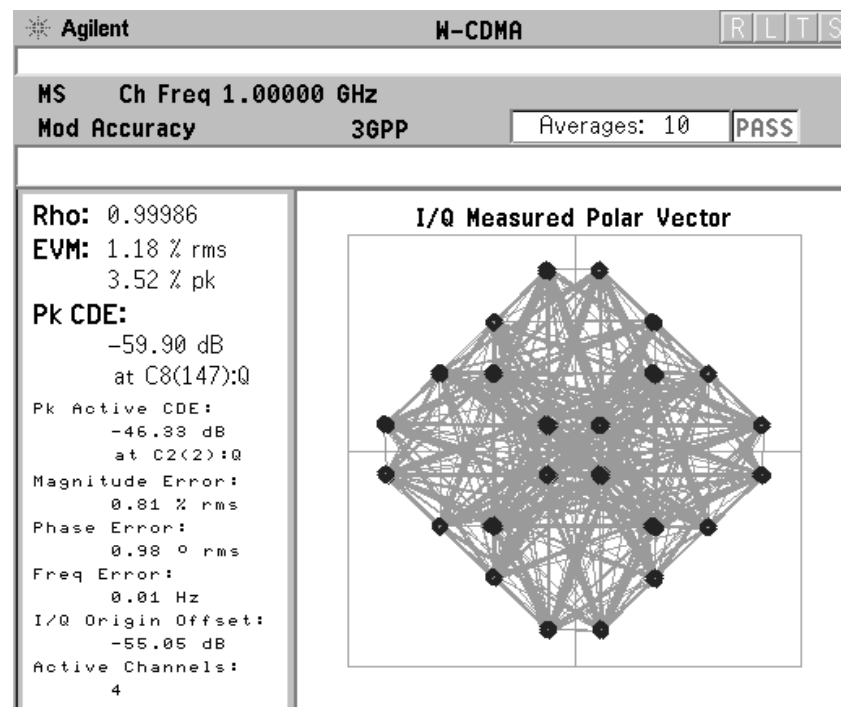 Agilent W-CDMA R L T S
MS Ch Freq 1.00000 GHz
Mod Accuracy 3GPP Averages: 10 PASS
Rho: 0.99986
EVM: 1.18 % rms
3.52 % pk
Pk CDE:
-59.90 dB
at C8(147):Q
Pk Active CDE:
-46.33 dB
at C2(2):Q
Magnitude Error:
0.81 % rms
Phase Error:
0.98 º rms
Freq Error:
0.01 Hz
I/Q Origin Offset:
-55.05 dB
Active Channels:
4
I/Q Measured Polar Vector